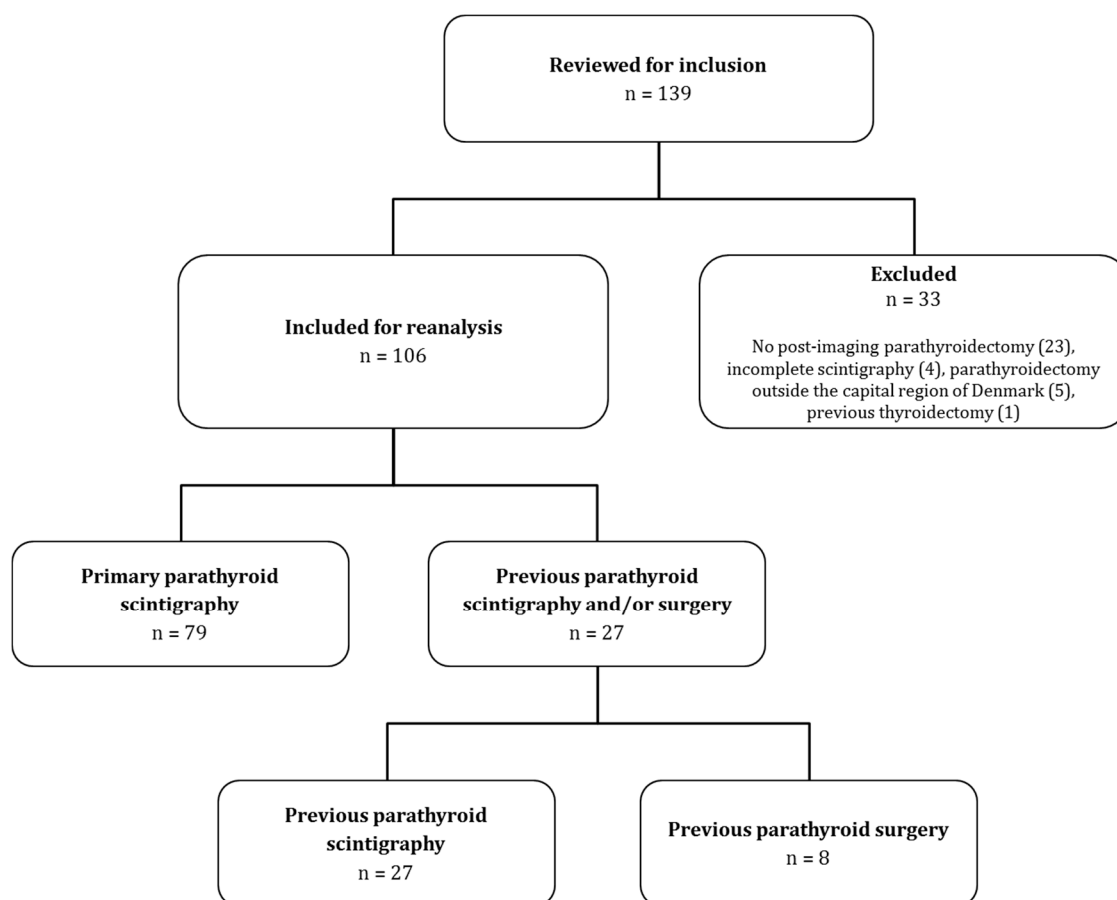 Reviewed for inclusion
n = 139
Included for reanalysis
n = 106
Excluded
n = 33
No post-imaging parathyroidectomy (23),
incomplete scintigraphy (4), parathyroidectomy
outside the capital region of Denmark (5),
previous thyroidectomy (1)
Primary parathyroid
scintigraphy
n = 79
Previous parathyroid
scintigraphy and/or surgery
n = 27
Previous parathyroid
scintigraphy
n = 27
Previous parathyroid surgery
n = 8